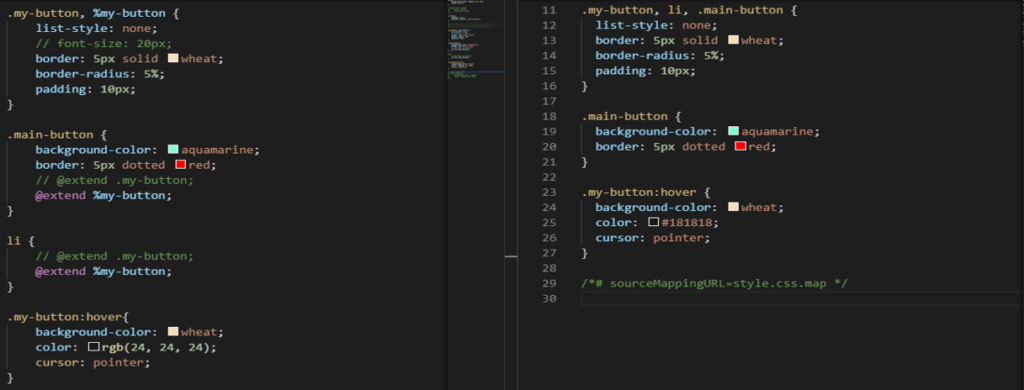 .my-button, %my-button {
list-style: none;
// font-size: 20px;
border: 5px solid wheat;
border-radius: 5%;
padding: 10px;
}
.main-button {
background-color: aquamarine;
border: 5px dotted red;
// @extend .my-button;
@extend %my-button;
}
li {
// @extend .my-button;
@extend %my-button;
}
.my-button:hover{
background-color: wheat;
color: rgb(24, 24, 24);
cursor: pointer;
}
11 .my-button, li, .main-button {
12 list-style: none;
13 border: 5px solid wheat;
14 border-radius: 5%;
15 padding: 10px;
16 }
17
18 .main-button {
19 background-color: aquamarine;
20 border: 5px dotted red;
21 }
22
23 .my-button:hover {
24 background-color: wheat;
25 color: #181818;
26 cursor: pointer;
27 }
28
29 /*# sourceMappingURL=style.css.map */
30